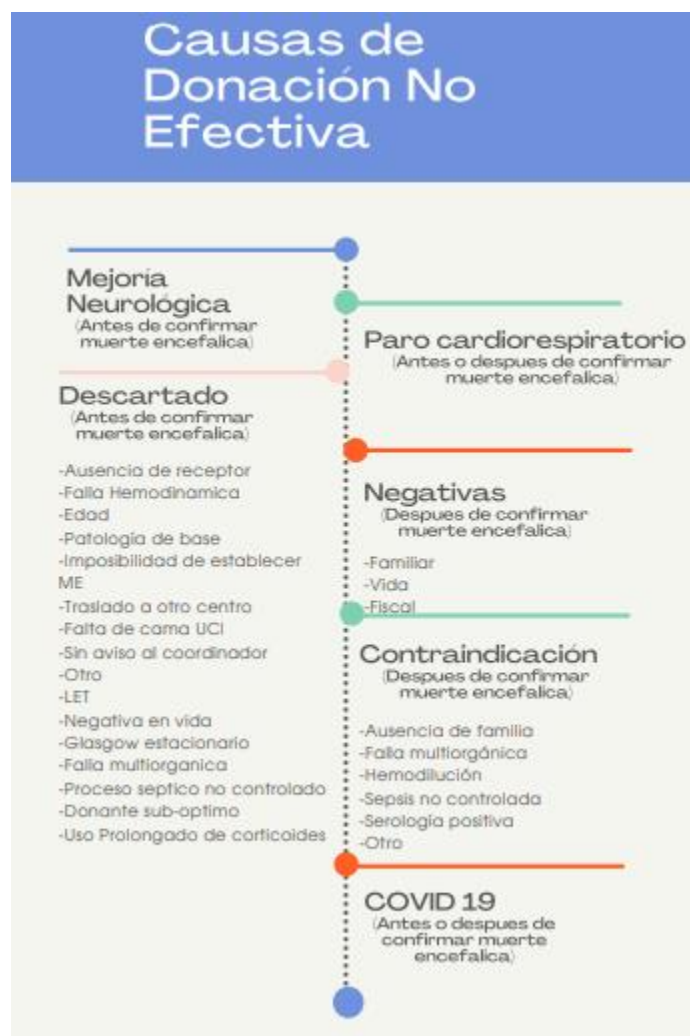 Causas de
Donación No
Efectiva
Mejoría
Neurológica
(Antes de confirmar
muerte encefalica)
Paro cardiorespiratorio
(Antes o despues de confirmar
muerte encefalica)
Descartado
(Antes de confirmar
muerte encefalica)
-Ausencia de receptor
-Falla Hemodinamica
-Edad
-Patología de base
-Imposibilidad de establecer
ME
-Traslado a otro centro
-Falta de cama UCI
-Sin aviso al coordinador
-Otro
-LET
-Negativa en vida
-Glasgow estacionario
-Falla multiorganica
-Proceso septico no controlado
-Donante sub-optimo
-Uso Prolongado de corticoides
Negativas
(Despues de confirmar
muerte encefalica)
-Familiar
-Vida
-Fiscal
Contraindicación
(Despues de confirmar
muerte encefalica)
-Ausencia de familia
-Falla multiorgánica
-Hemodilución
-Sepsis no controlada
-Serología positiva
-Otro
COVID 19
(Antes o despues de
confirmar muerte
encefalica)